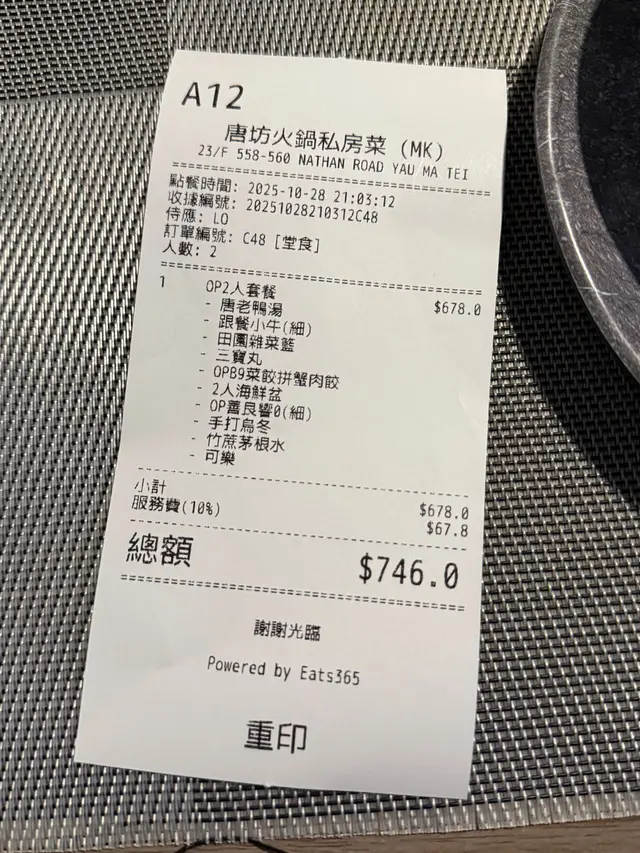 A12
唐坊火鍋私房菜 (MK)
23/F 558-560 NATHAN ROAD YAU MA TEI
點餐時間: 2025-10-28 21:03:12
收據編號: 20251028210312C48
侍應: LO
訂單編號: C48 [堂食]
人數: 2
1 OP2人套餐 $678.0
- 唐老鴨湯
- 跟餐小牛(細)
- 田園雜菜籃
- 三寶丸
- OP89菜餃拼蟹肉餃
- 2人海鮮盆
- OP善良響0(細)
- 手打烏冬
- 竹蔗茅根水
- 可樂
小計 $678.0
服務費(10%) $67.8
總額 $746.0
謝謝光臨
Powered by Eats365
重印